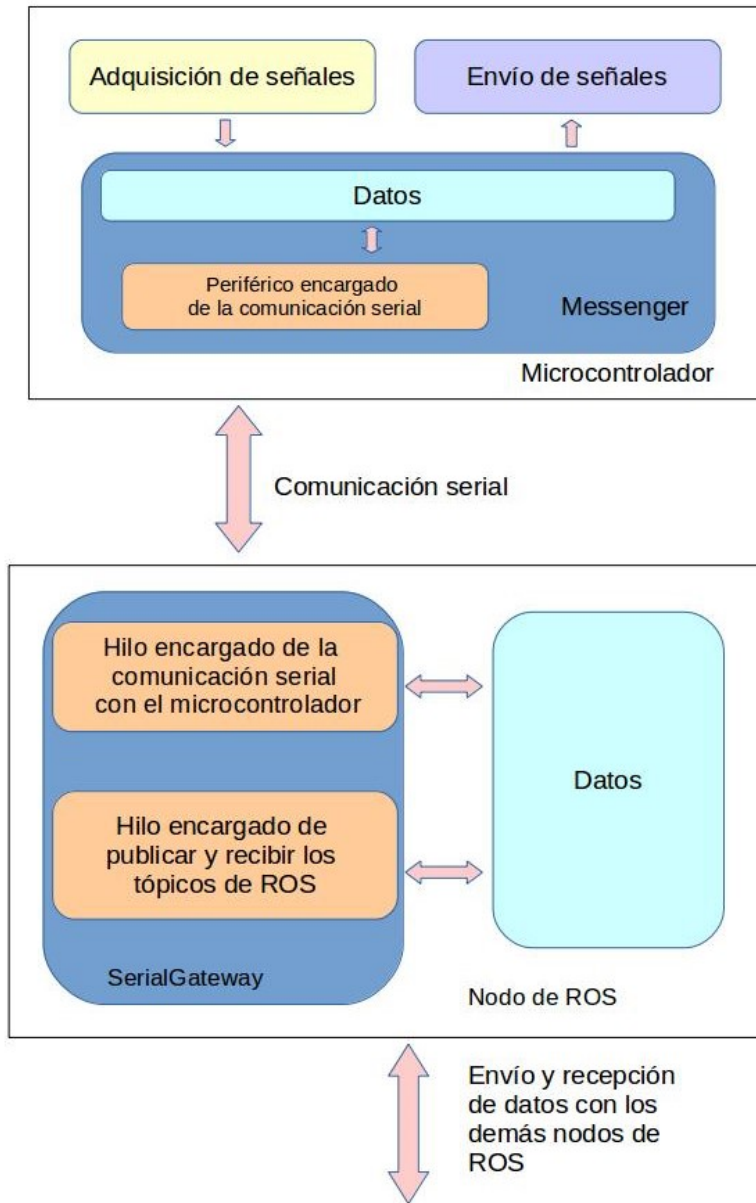 Adquisición de señales
Envío de señales
Datos
Periférico encargado
de la comunicación serial
Messenger
Microcontrolador
Comunicación serial
Hilo encargado de la
comunicación serial
con el microcontrolador
Datos
Hilo encargado de
publicar y recibir los
tópicos de ROS
SerialGateway
Nodo de ROS
Envío y recepción
de datos con los
demás nodos de
ROS